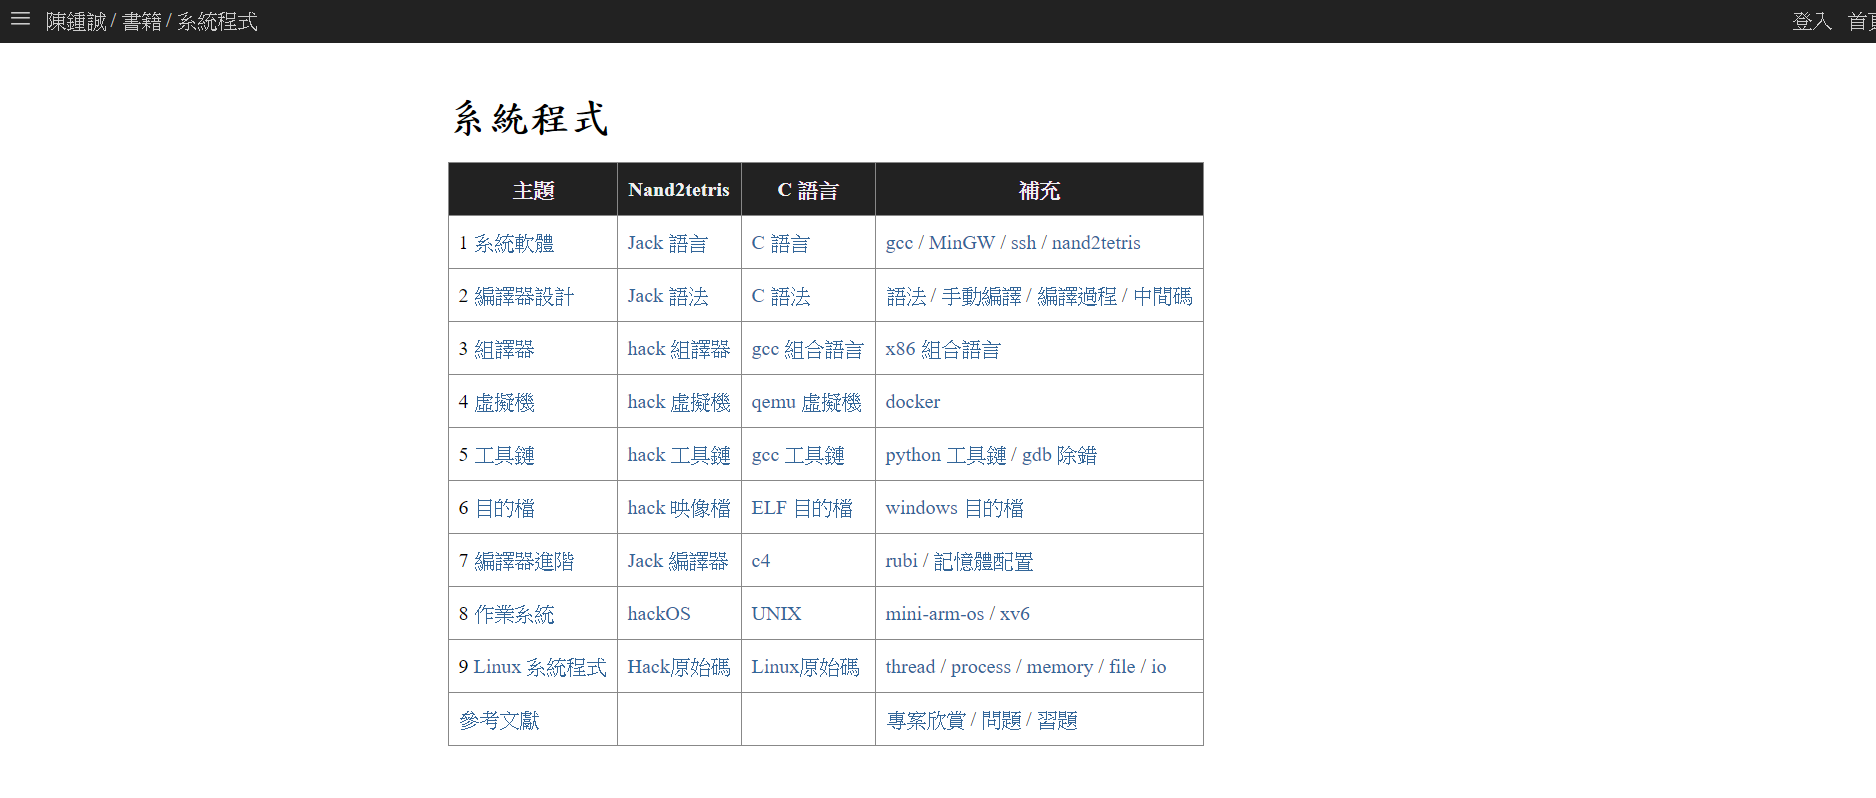 陳鍾誠 / 書籍 / 系統程式 登入 首頁
系統程式
主題 Nand2tetris C 語言 補充
1 系統軟體 Jack 語言 C 語言 gcc / MinGW / ssh / nand2tetris
2 編譯器設計 Jack 語法 C 語法 語法 / 手動編譯 / 編譯過程 / 中間碼
3 組譯器 hack 組譯器 gcc 組合語言 x86 組合語言
4 虛擬機 hack 虛擬機 qemu 虛擬機 docker
5 工具鏈 hack 工具鏈 gcc 工具鏈 python 工具鏈 / gdb 除錯
6 目的檔 hack 映像檔 ELF 目的檔 windows 目的檔
7 編譯器進階 Jack 編譯器 c4 rubi / 記憶體配置
8 作業系統 hackOS UNIX mini-arm-os / xv6
9 Linux 系統程式 Hack原始碼 Linux原始碼 thread / process / memory / file / io
參考文獻 專案欣賞 / 問題 / 習題